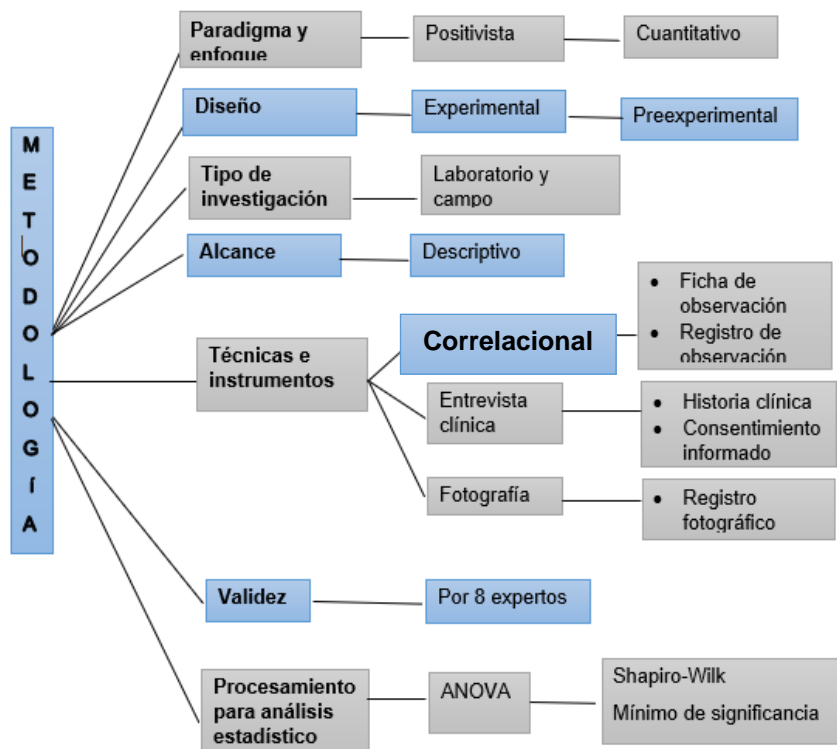 METODOLOGíA
Paradigma y
enfoque
Positivista
Cuantitativo
Diseño
Experimental
Preexperimental
Tipo de
investigación
Laboratorio y
campo
Alcance
Descriptivo
Técnicas e
instrumentos
Correlacional
• Ficha de
observación
• Registro de
observación
Entrevista
clínica
• Historia clínica
• Consentimiento
informado
Fotografía
• Registro
fotográfico
Validez
Por 8 expertos
Procesamiento
para análisis
estadístico
ANOVA
Shapiro-Wilk
Mínimo de significancia